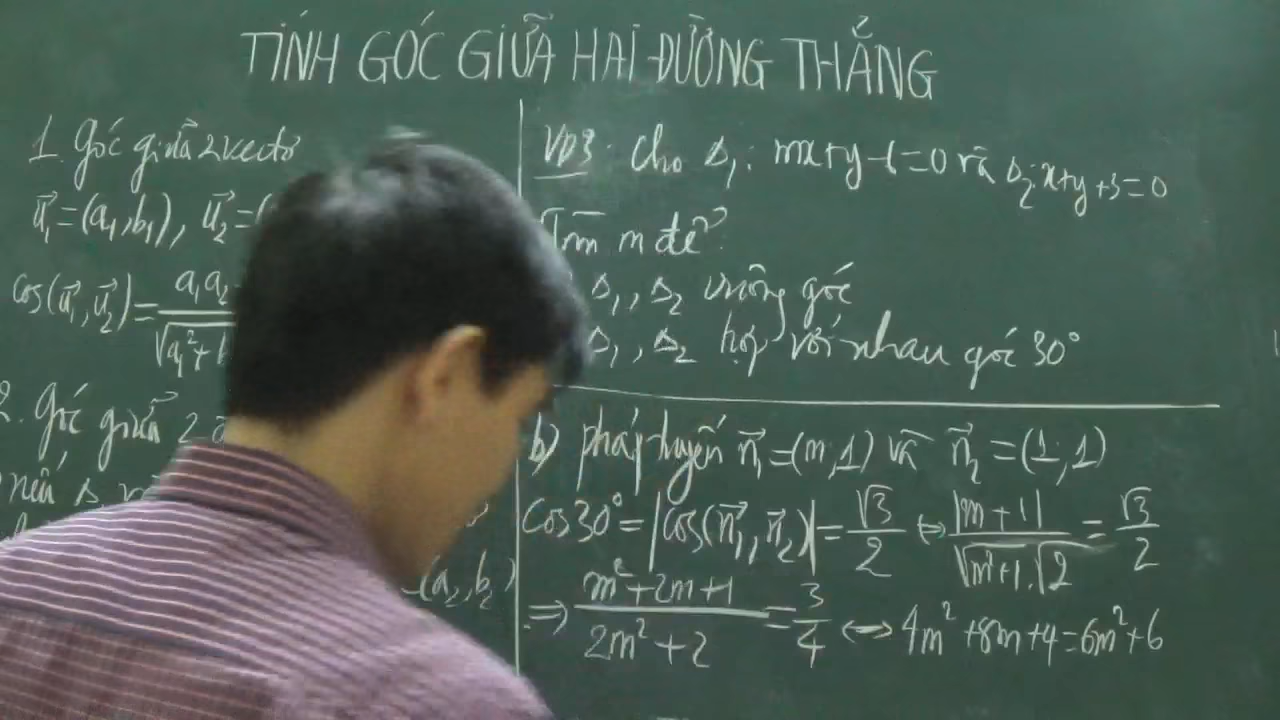 TÍNH GÓC GIỮA HAI ĐƯỜNG THẲNG
1. Góc giữa 2 vectơ
u⃗₁=(a₁,b₁), u⃗₂=(
cos(u⃗₁,u⃗₂)= a₁a₂ / √a₁²+
2. Góc giữa 2
nếu Δ
(a₂,b₂)
VD3: Cho Δ₁: mx+y-1=0 và Δ₂: x+y+3=0
Tìm m để:
Δ₁, Δ₂ vuông góc
Δ₁, Δ₂ hợp với nhau góc 30°
b) pháp tuyến n⃗₁=(m,1) và n⃗₂=(1,1)
Cos30°=|cos(n⃗₁,n⃗₂)|= √3/2 ⇔ |m+1| / √m²+1.√2 = √3/2
⇒ m²+2m+1 / 2m²+2 = 3/4 ⇔ 4m²+8m+4=6m²+6